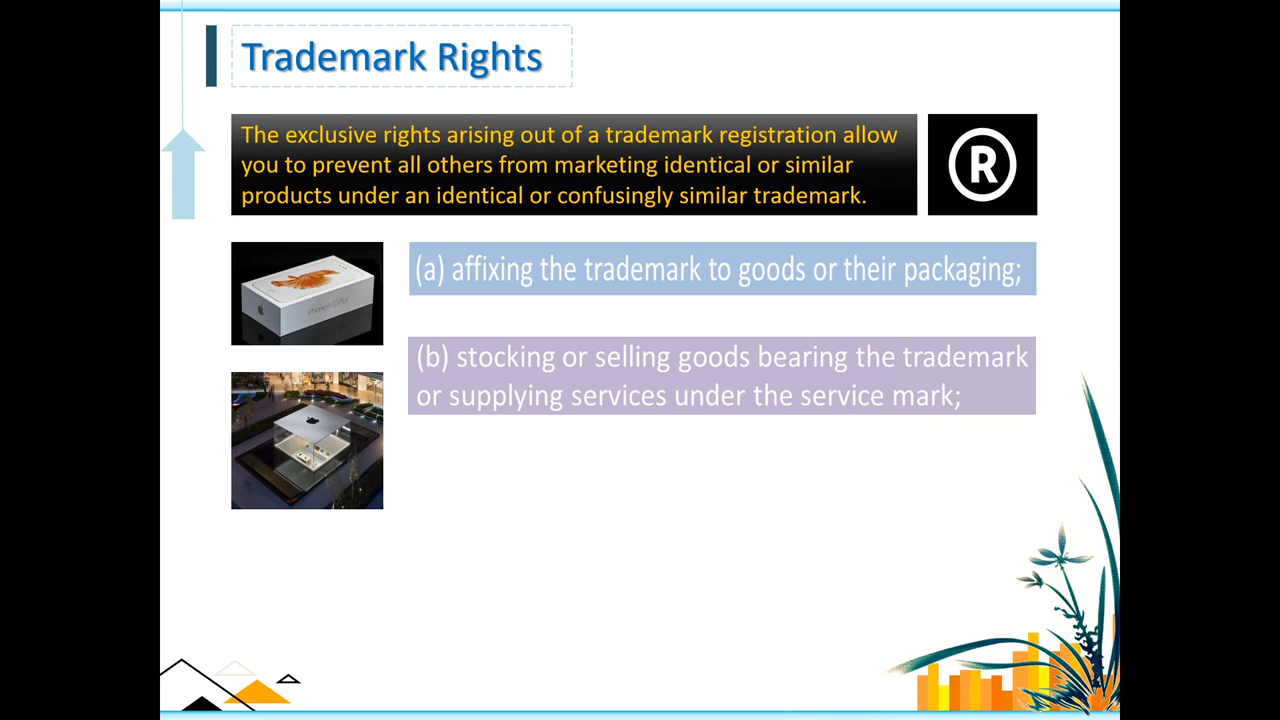 Trademark Rights
The exclusive rights arising out of a trademark registration allow
you to prevent all others from marketing identical or similar
products under an identical or confusingly similar trademark.
®
(a) affixing the trademark to goods or their packaging;
(b) stocking or selling goods bearing the trademark
or supplying services under the service mark;